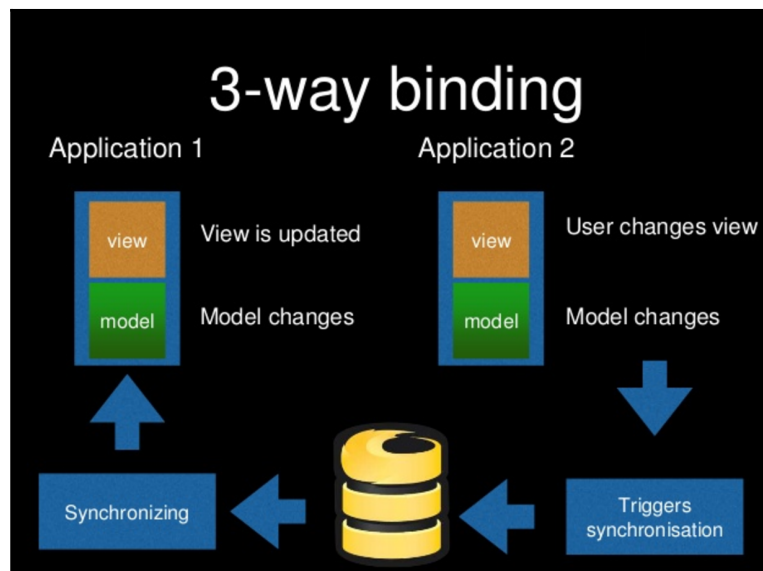 3-way binding
Application 1
Application 2
view
View is updated
view
User changes view
model
Model changes
model
Model changes
Synchronizing
Triggers
synchronisation